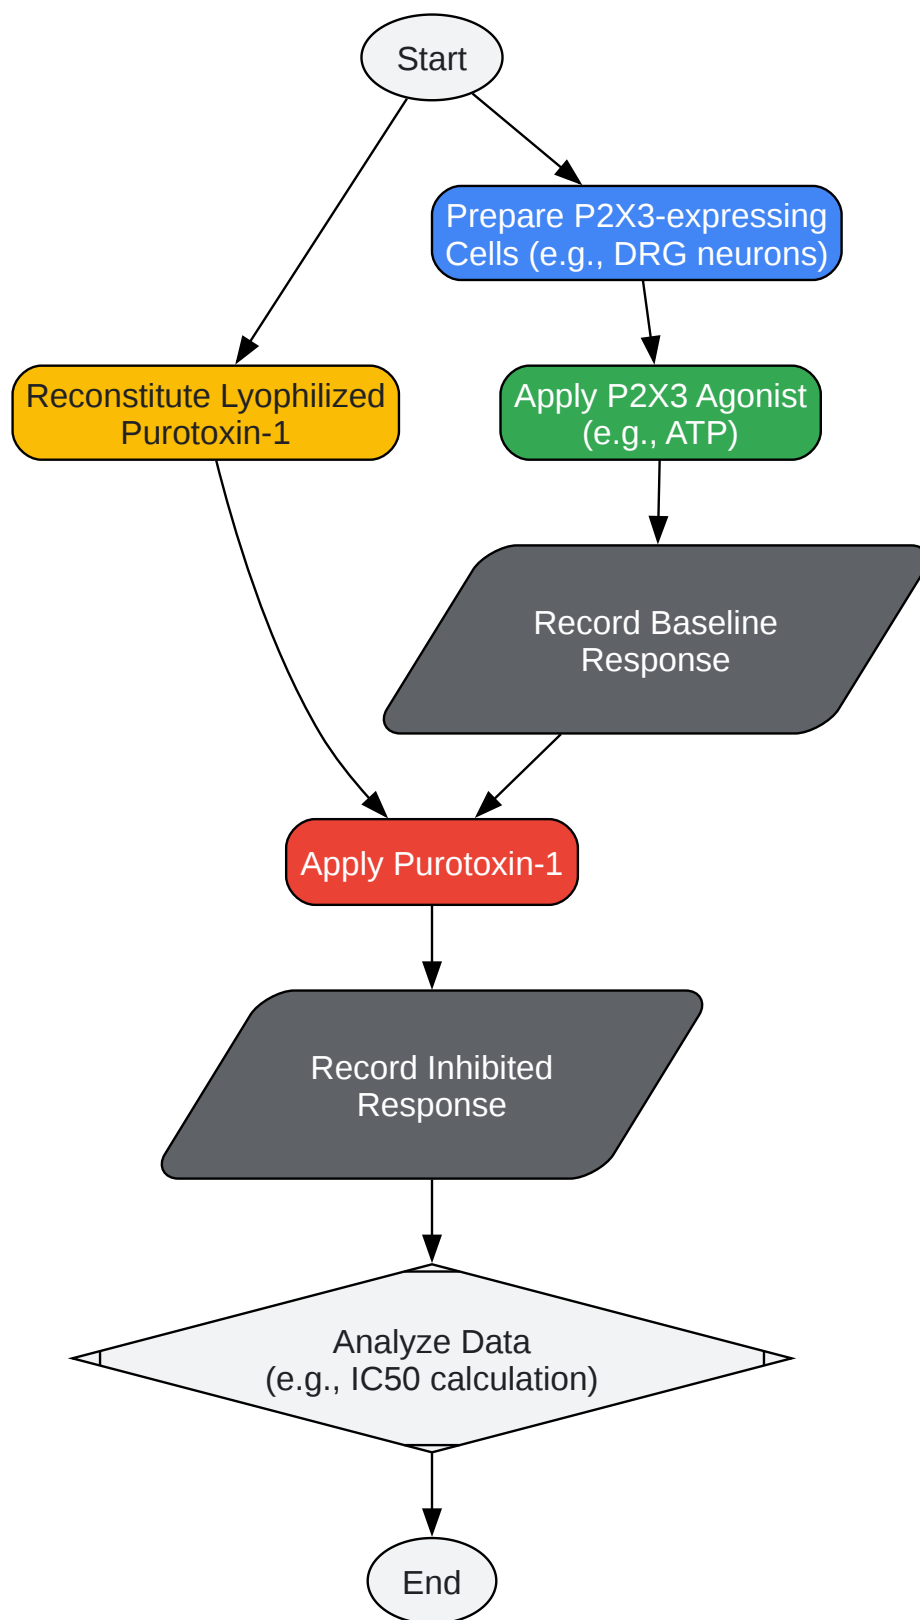 Start
Prepare P2X3-expressing
Cells (e.g., DRG neurons)
Reconstitute Lyophilized
Purotoxin-1
Apply P2X3 Agonist
(e.g., ATP)
Record Baseline
Response
Apply Purotoxin-1
Record Inhibited
Response
Analyze Data
(e.g., IC50 calculation)
End